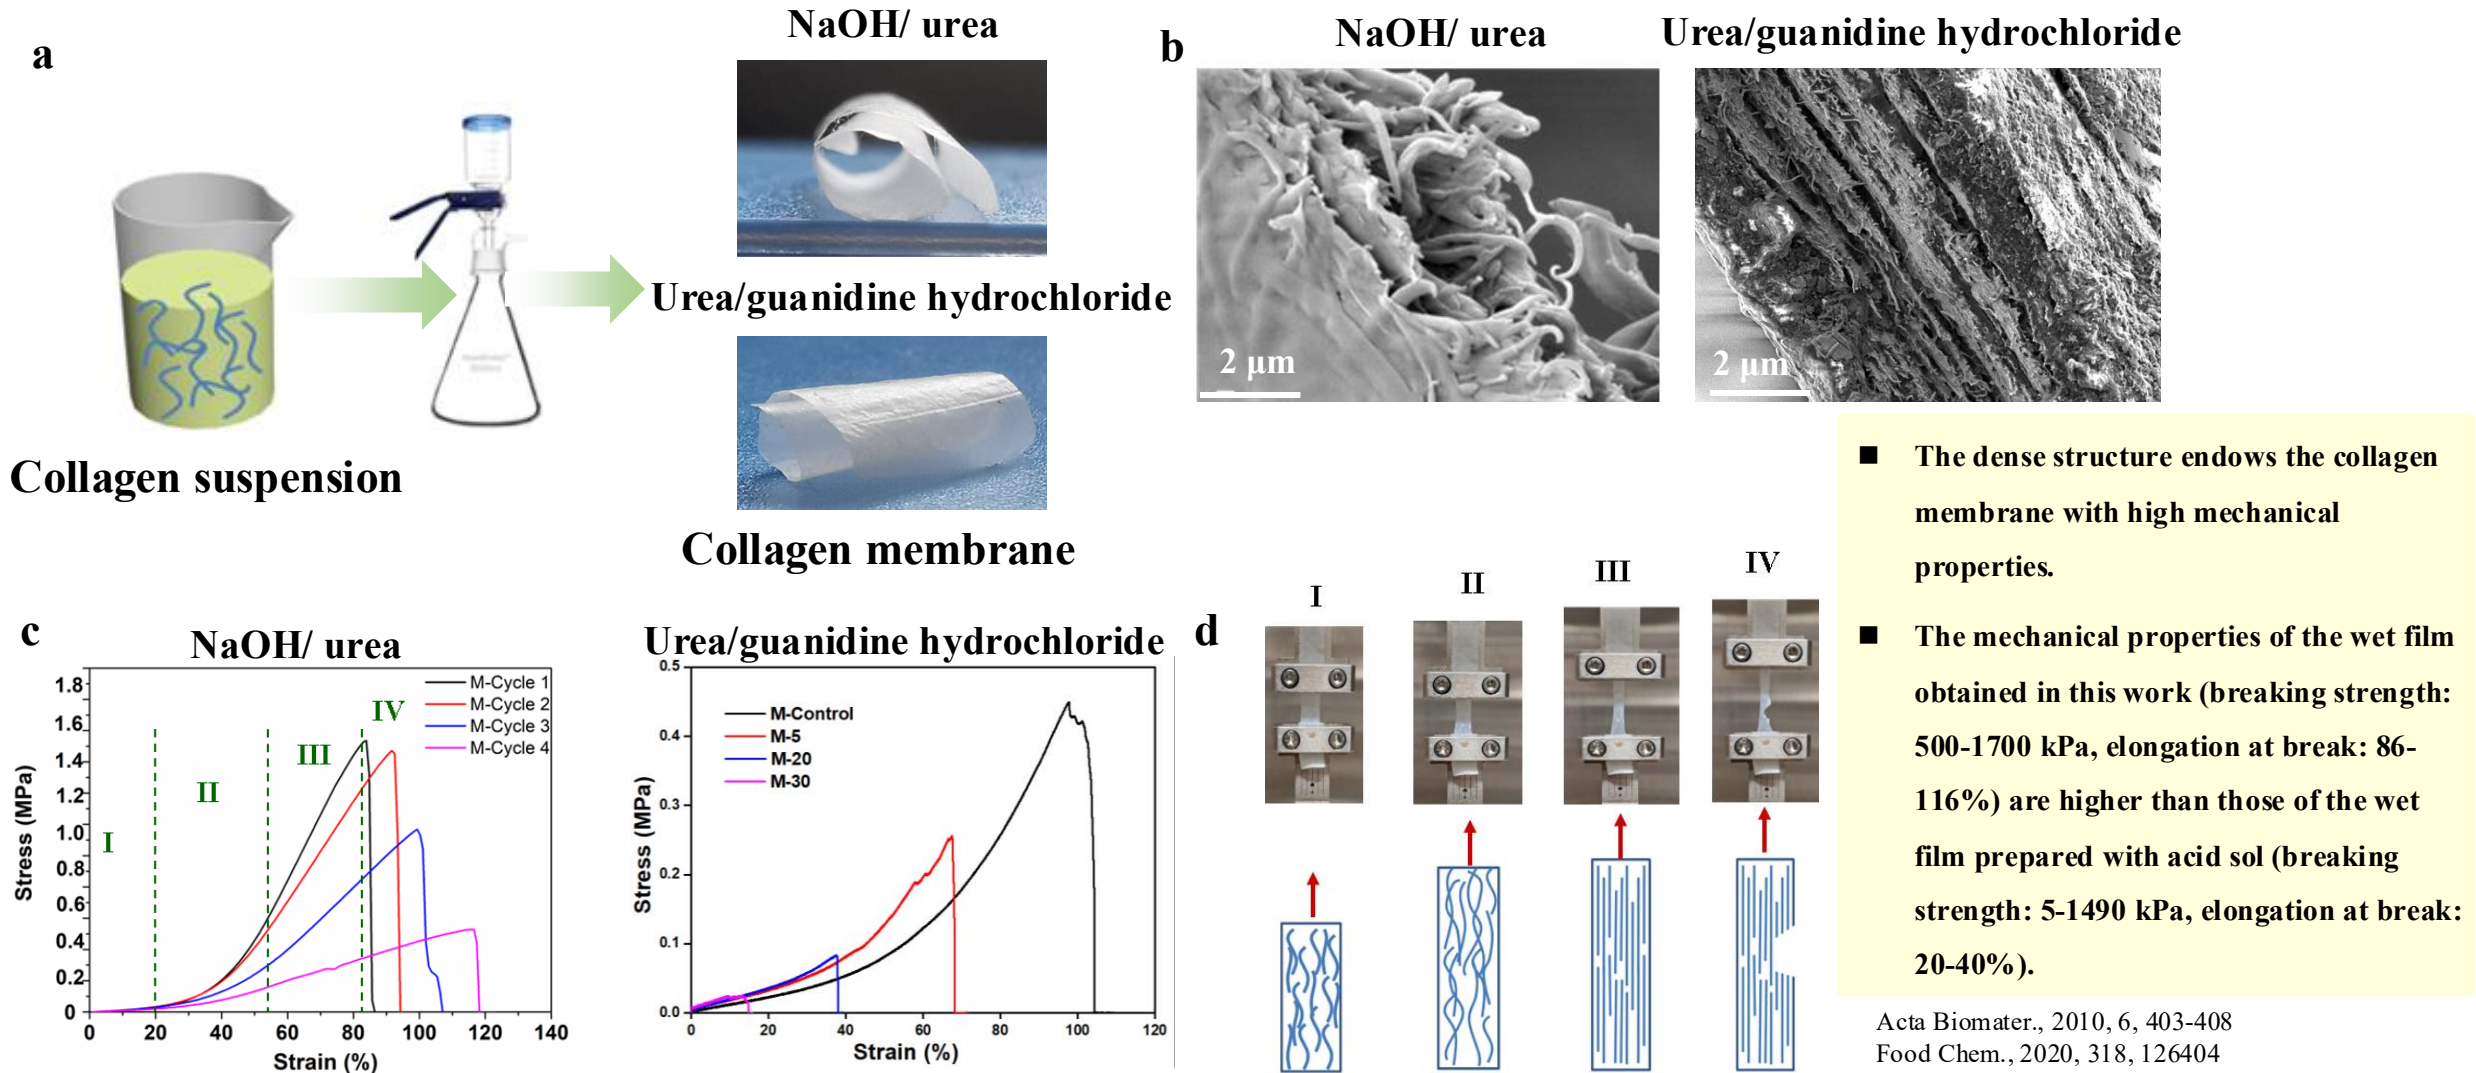 a
NaOH/ urea
Urea/guanidine hydrochloride
Collagen suspension
Collagen membrane
b
NaOH/ urea
Urea/guanidine hydrochloride
2 μm
2 μm
c
NaOH/ urea
Stress (MPa)
1.8
1.6
1.4
1.2
1.0
0.8
0.6
0.4
0.2
0
0 20 40 60 80 100 120 140
Strain (%)
I
II
III
IV
M-Cycle 1
M-Cycle 2
M-Cycle 3
M-Cycle 4
Urea/guanidine hydrochloride
Stress (MPa)
0.5
0.4
0.3
0.2
0.1
0.0
0 20 40 60 80 100 120
Strain (%)
M-Control
M-5
M-20
M-30
d
I
II
III
IV
■ The dense structure endows the collagen
membrane with high mechanical
properties.
■ The mechanical properties of the wet film
obtained in this work (breaking strength:
500-1700 kPa, elongation at break: 86-
116%) are higher than those of the wet
film prepared with acid sol (breaking
strength: 5-1490 kPa, elongation at break:
20-40%).
Acta Biomater., 2010, 6, 403-408
Food Chem., 2020, 318, 126404